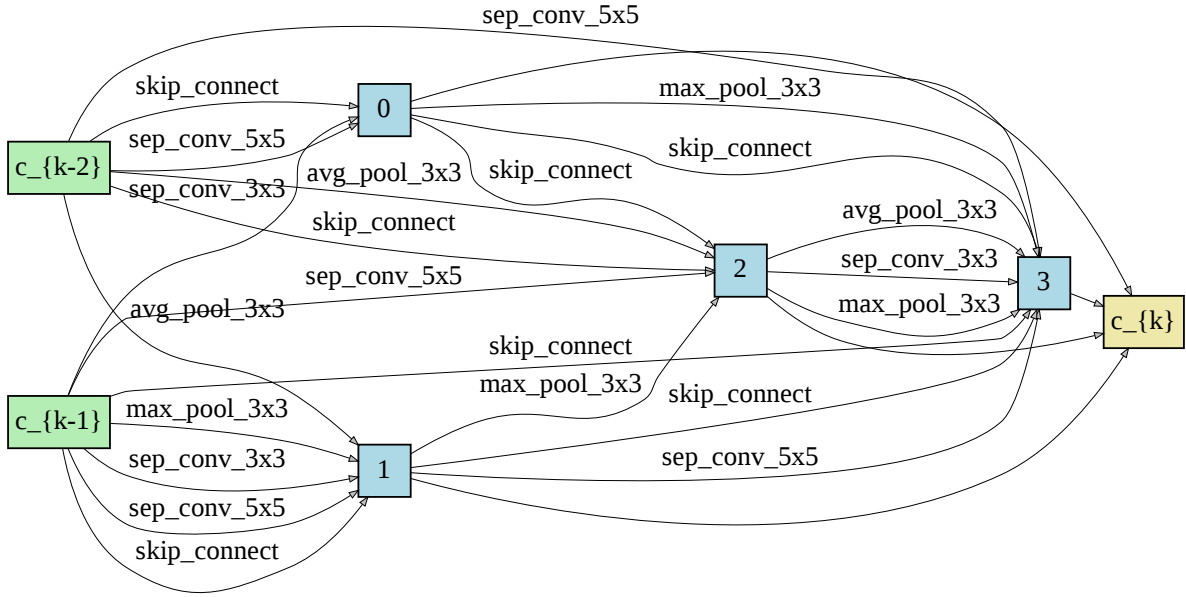 sep_conv_5x5
skip_connect
max_pool_3x3
0
sep_conv_5x5
skip_connect
c_{k-2}
avg_pool_3x3
skip_connect
sep_conv_3x3
avg_pool_3x3
skip_connect
sep_conv_3x3
2
sep_conv_5x5
3
avg_pool_3x3
max_pool_3x3
c_{k}
skip_connect
max_pool_3x3
skip_connect
max_pool_3x3
c_{k-1}
sep_conv_3x3
sep_conv_5x5
1
sep_conv_5x5
skip_connect